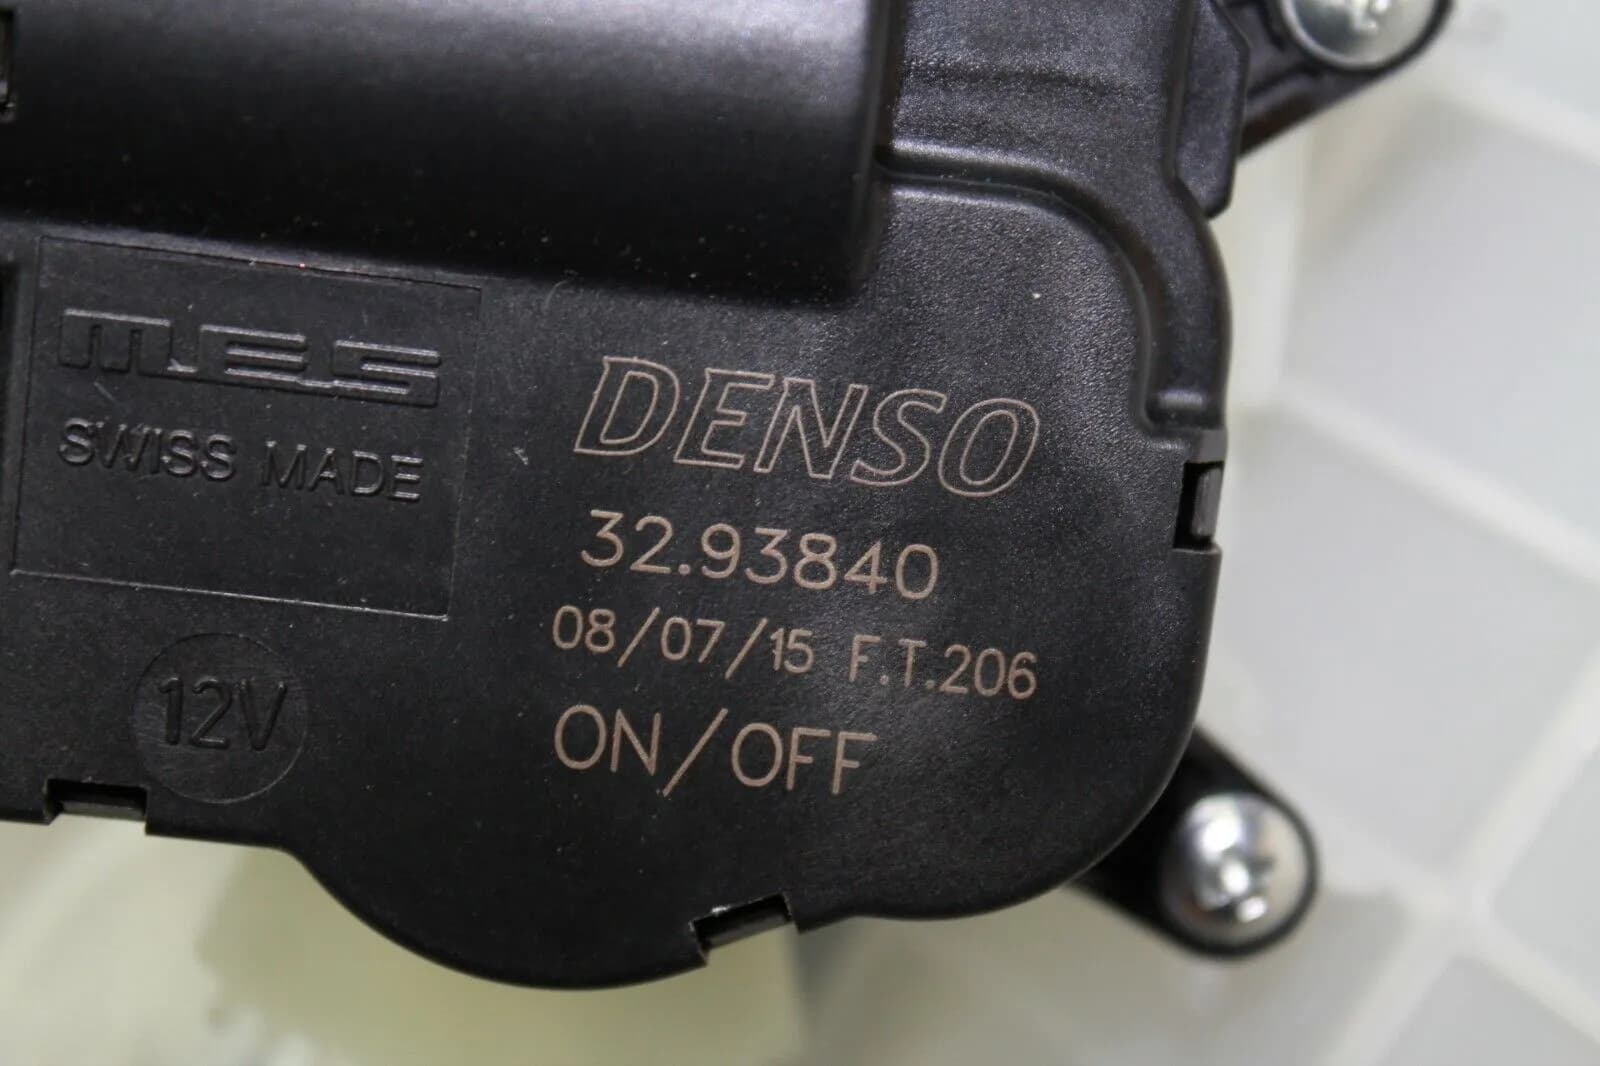 mes
SWISS MADE
12V
DENSO
32.93840
08/07/15 F.T.206
ON/OFF